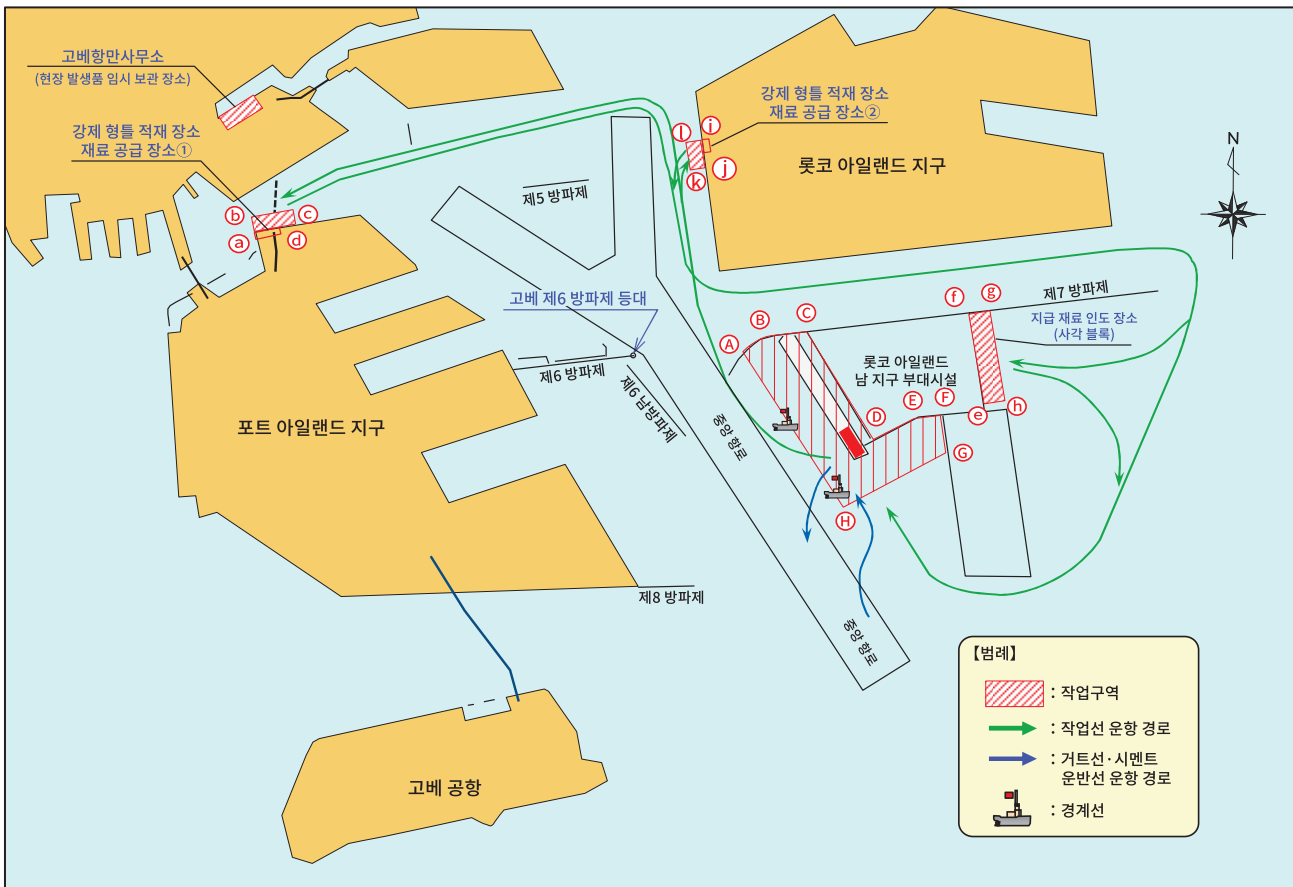 고베항만사무소
(현장 발생품 임시 보관 장소)
강제 형틀 적재 장소
재료 공급 장소①
강제 형틀 적재 장소
재료 공급 장소②
롯코 아일랜드 지구
N
ⓛ
ⓘ
ⓙ
ⓚ
ⓑ
ⓒ
ⓐ
ⓓ
제5 방파제
고베 제6 방파제 등대
제7 방파제
ⓕ
ⓖ
지급 재료 인도 장소
(사각 블록)
Ⓐ
Ⓑ
Ⓒ
롯코 아일랜드
남 지구 부대시설
Ⓓ
Ⓔ
Ⓕ
ⓔ
ⓗ
Ⓖ
Ⓗ
제6 방파제
제6 남방파제
중앙 항로
포트 아일랜드 지구
제8 방파제
중앙 항로
고베 공항
【범례】
: 작업구역
: 작업선 운항 경로
: 거트선·시멘트
운반선 운항 경로
: 경계선